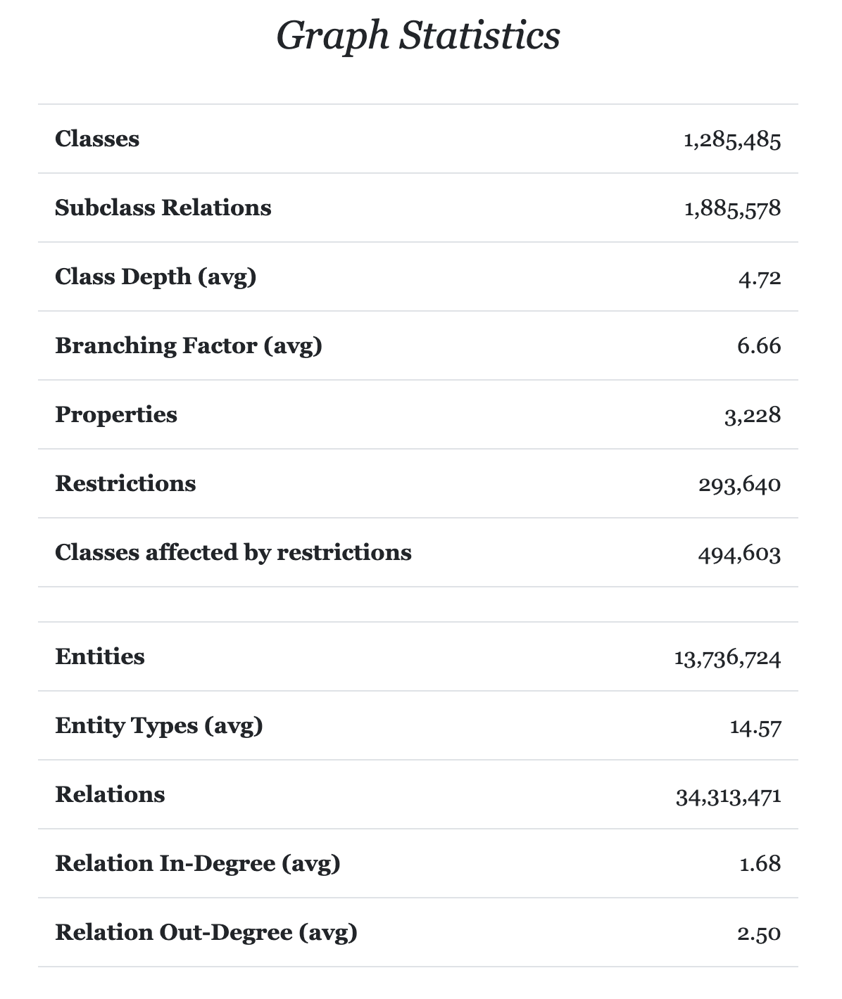 Graph Statistics
Classes 1,285,485
Subclass Relations 1,885,578
Class Depth (avg) 4.72
Branching Factor (avg) 6.66
Properties 3,228
Restrictions 293,640
Classes affected by restrictions 494,603
Entities 13,736,724
Entity Types (avg) 14.57
Relations 34,313,471
Relation In-Degree (avg) 1.68
Relation Out-Degree (avg) 2.50